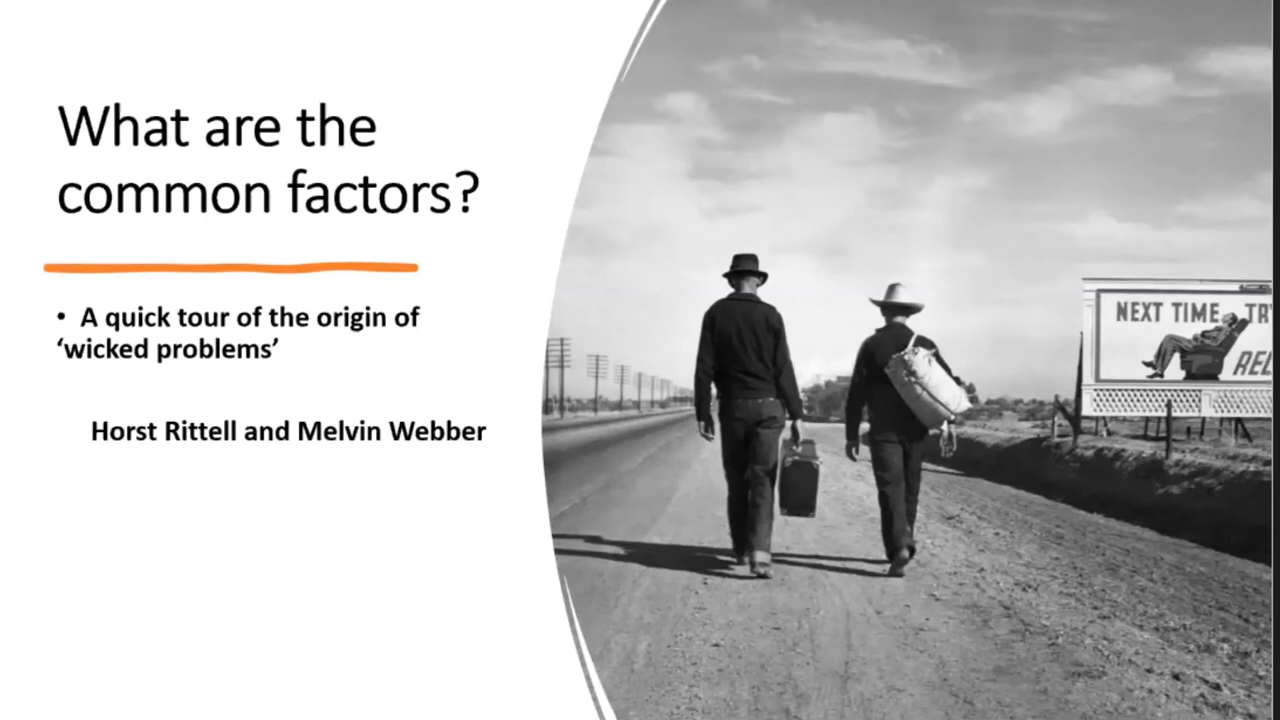 What are the
common factors?
• A quick tour of the origin of
‘wicked problems’
Horst Rittell and Melvin Webber
NEXT TIME